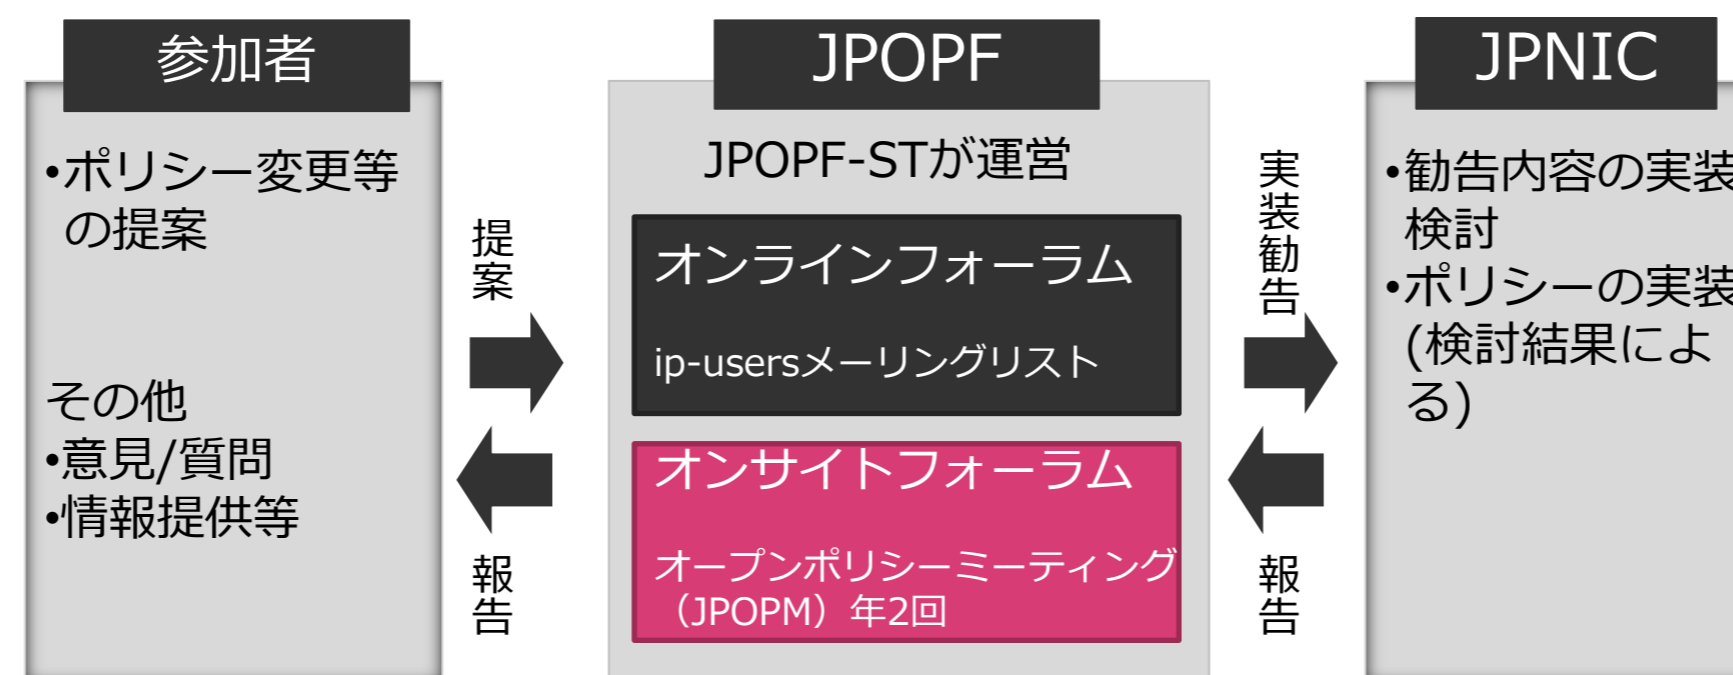 参加者
•ポリシー変更等
の提案
その他
•意見/質問
•情報提供等
提案
報告
JPOPF
JPOPF-STが運営
オンラインフォーラム
ip-usersメーリングリスト
オンサイトフォーラム
オープンポリシーミーティング
（JPOPM）年2回
実装勧告
報告
JPNIC
•勧告内容の実装
検討
•ポリシーの実装
(検討結果によ
る)